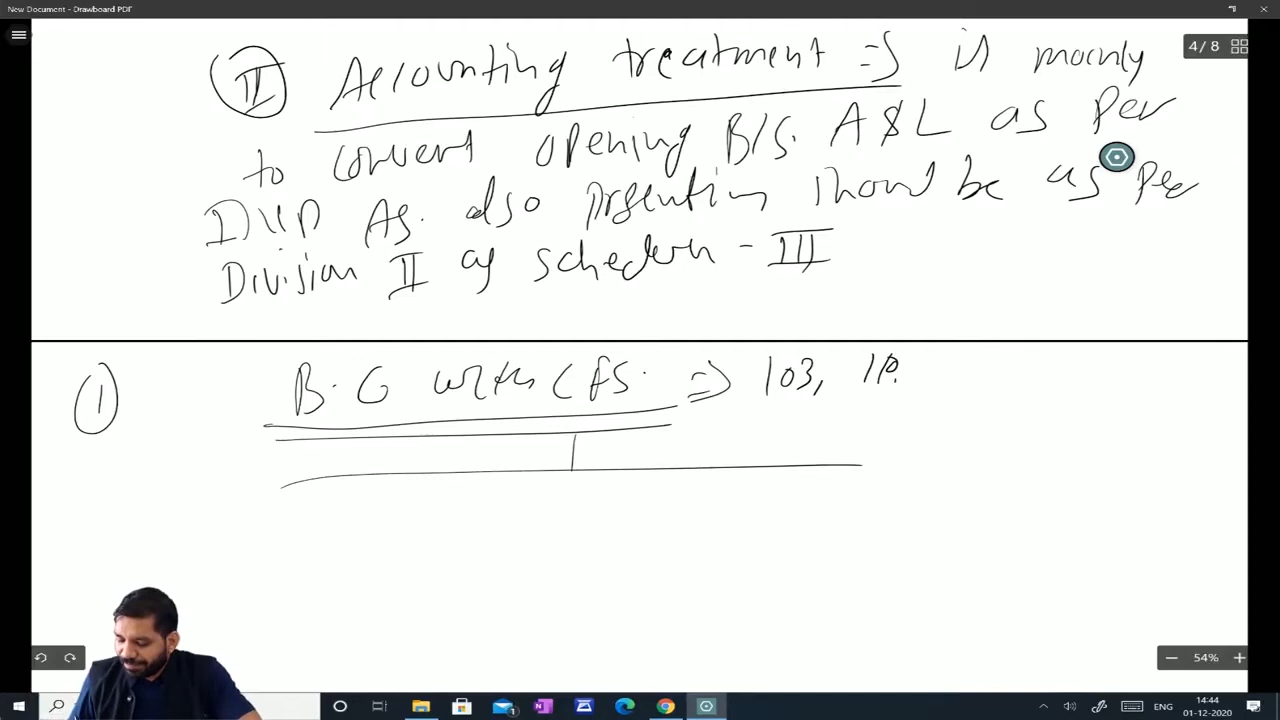 New Document - Drawboard PDF
4/8
II Accounting treatment => is mainly
to convert opening B/S. A & L as per
IND AS. also prsention should be as per
Division II of schedule - III
1 B.C with CFS. => 103, 110
54%
ENG
14:44
01-12-2020